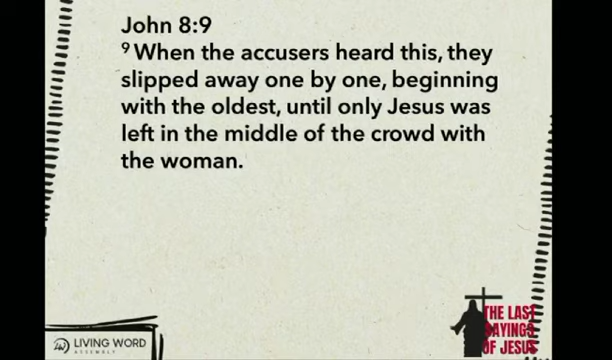 John 8:9
9 When the accusers heard this, they
slipped away one by one, beginning
with the oldest, until only Jesus was
left in the middle of the crowd with
the woman.
LIVING WORD
ASSEMBLY
THE LAST
SAYINGS
OF JESUS